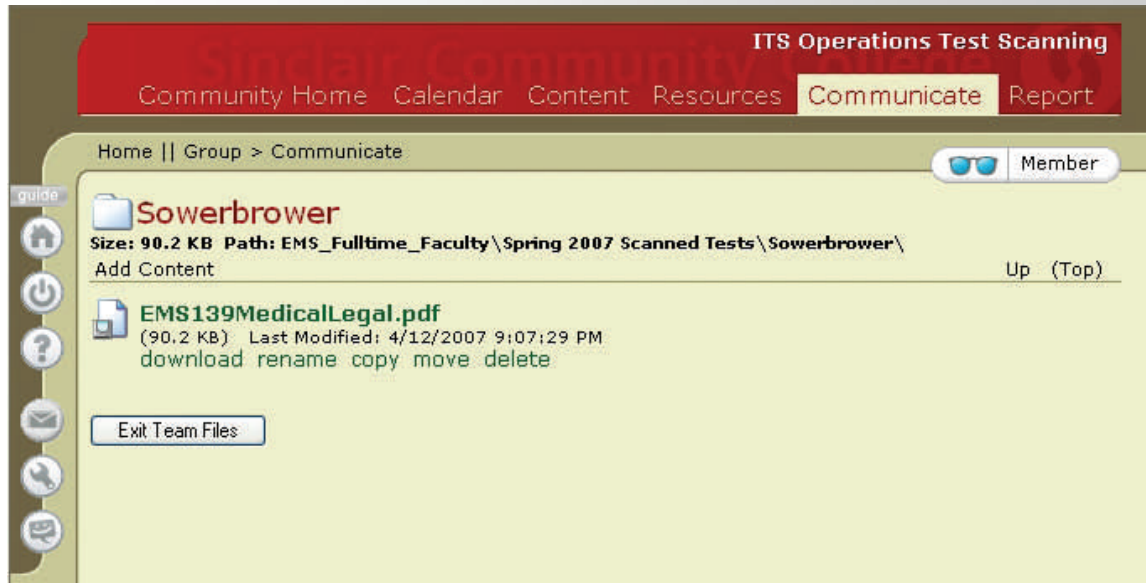 ITS Operations Test Scanning
Sinclair Community College
Community Home Calendar Content Resources Communicate Report
Home || Group > Communicate
Member
guide
Sowerbrower
Size: 90.2 KB Path: EMS_Fulltime_Faculty\Spring 2007 Scanned Tests\Sowerbrower\
Add Content Up (Top)
EMS139MedicalLegal.pdf
(90.2 KB) Last Modified: 4/12/2007 9:07:29 PM
download rename copy move delete
Exit Team Files